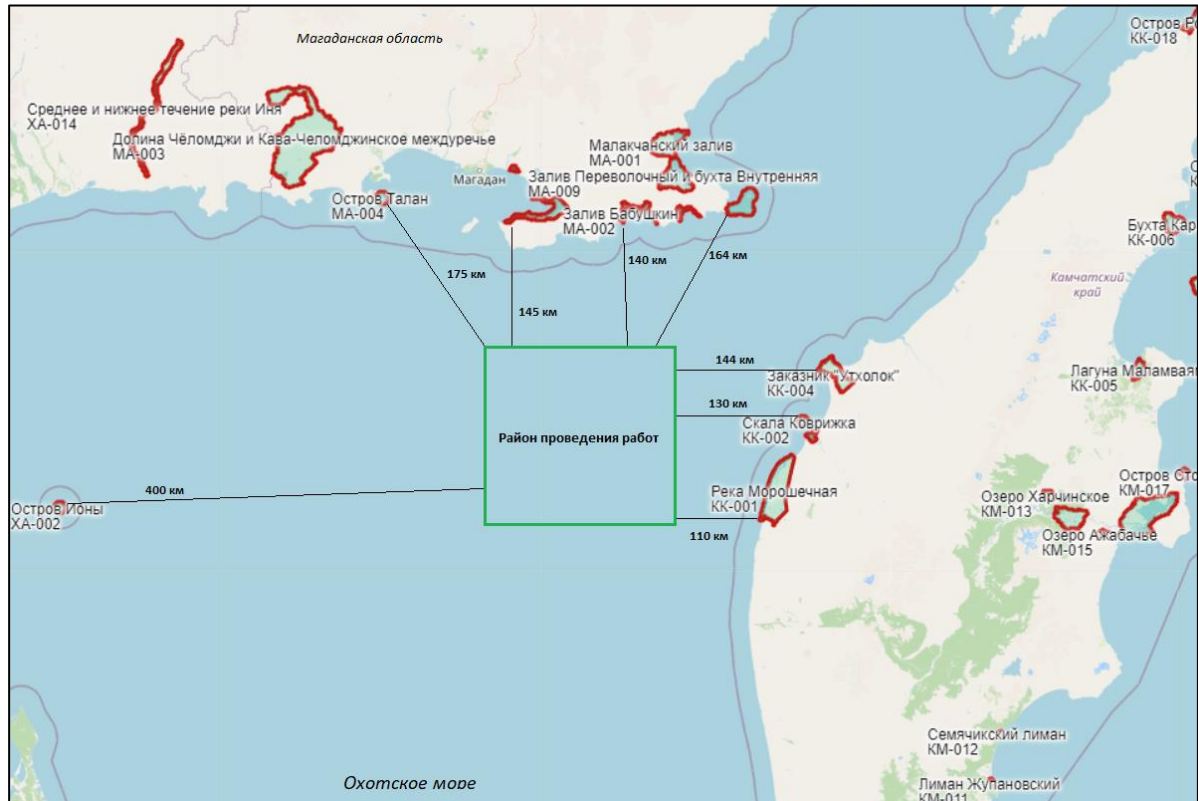 Магаданская область
Остров Ро
КК-018
Среднее и нижнее течение реки Иня
ХА-014
Долина Чёломджи и Кава-Челомджинское междуречье
МА-003
Малакчанский залив
МА-001
Магадан
Залив Переволочный и бухта Внутренняя
МА-009
Остров Талан
МА-004
Залив Бабушкин
МА-002
Бухта Кар
КК-006
175 км
140 км
164 км
Камчатский
край
145 км
144 км
Заказник "Утхолок"
КК-004
Лагуна Маламвая
КК-005
130 км
Скала Коврижка
КК-002
Район проведения работ
400 км
Остров Ионы
ХА-002
Река Морошечная
КК-001
110 км
Озеро Харчинское
КМ-013
Остров Сто
КМ-017
Озеро Ажабачье
КМ-015
Семячикский лиман
КМ-012
Охотское море
Лиман Жупановский
КМ-011